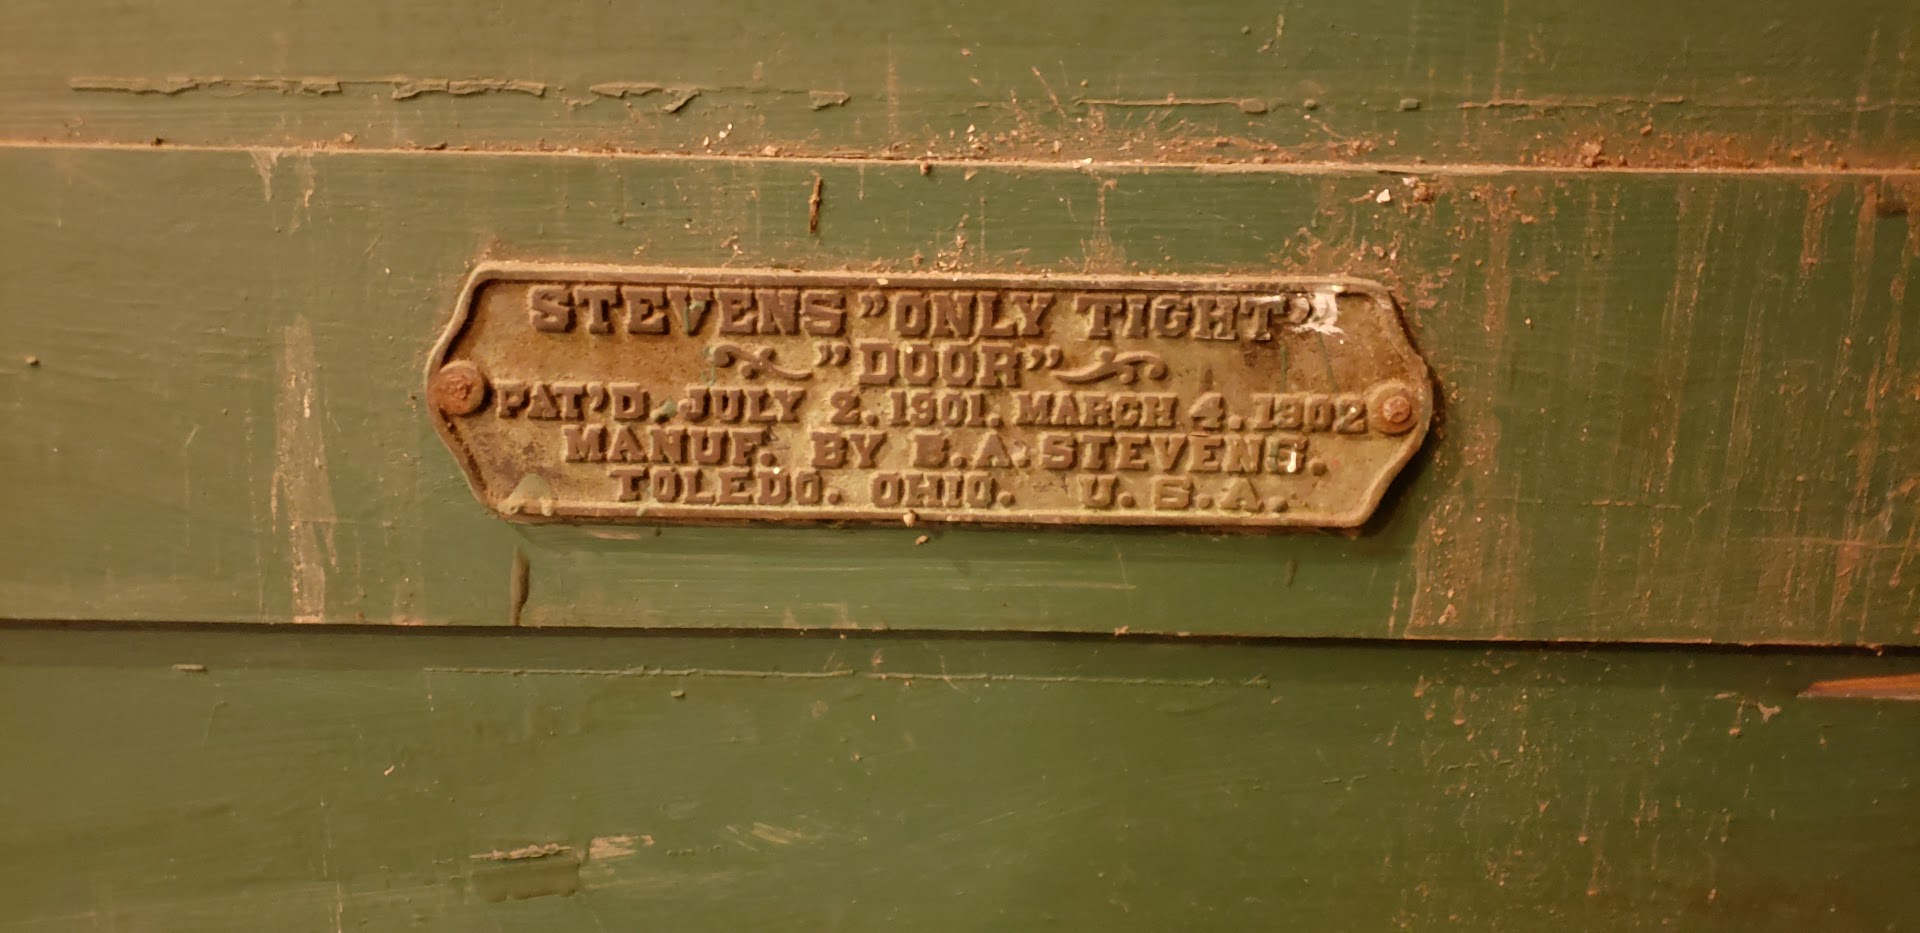 STEVENS "ONLY TIGHT"
"DOOR"
PAT'D. JULY 2. 1901. MARCH 4. 1902
MANUF. BY B.A. STEVENS.
TOLEDO. OHIO. U.S.A.